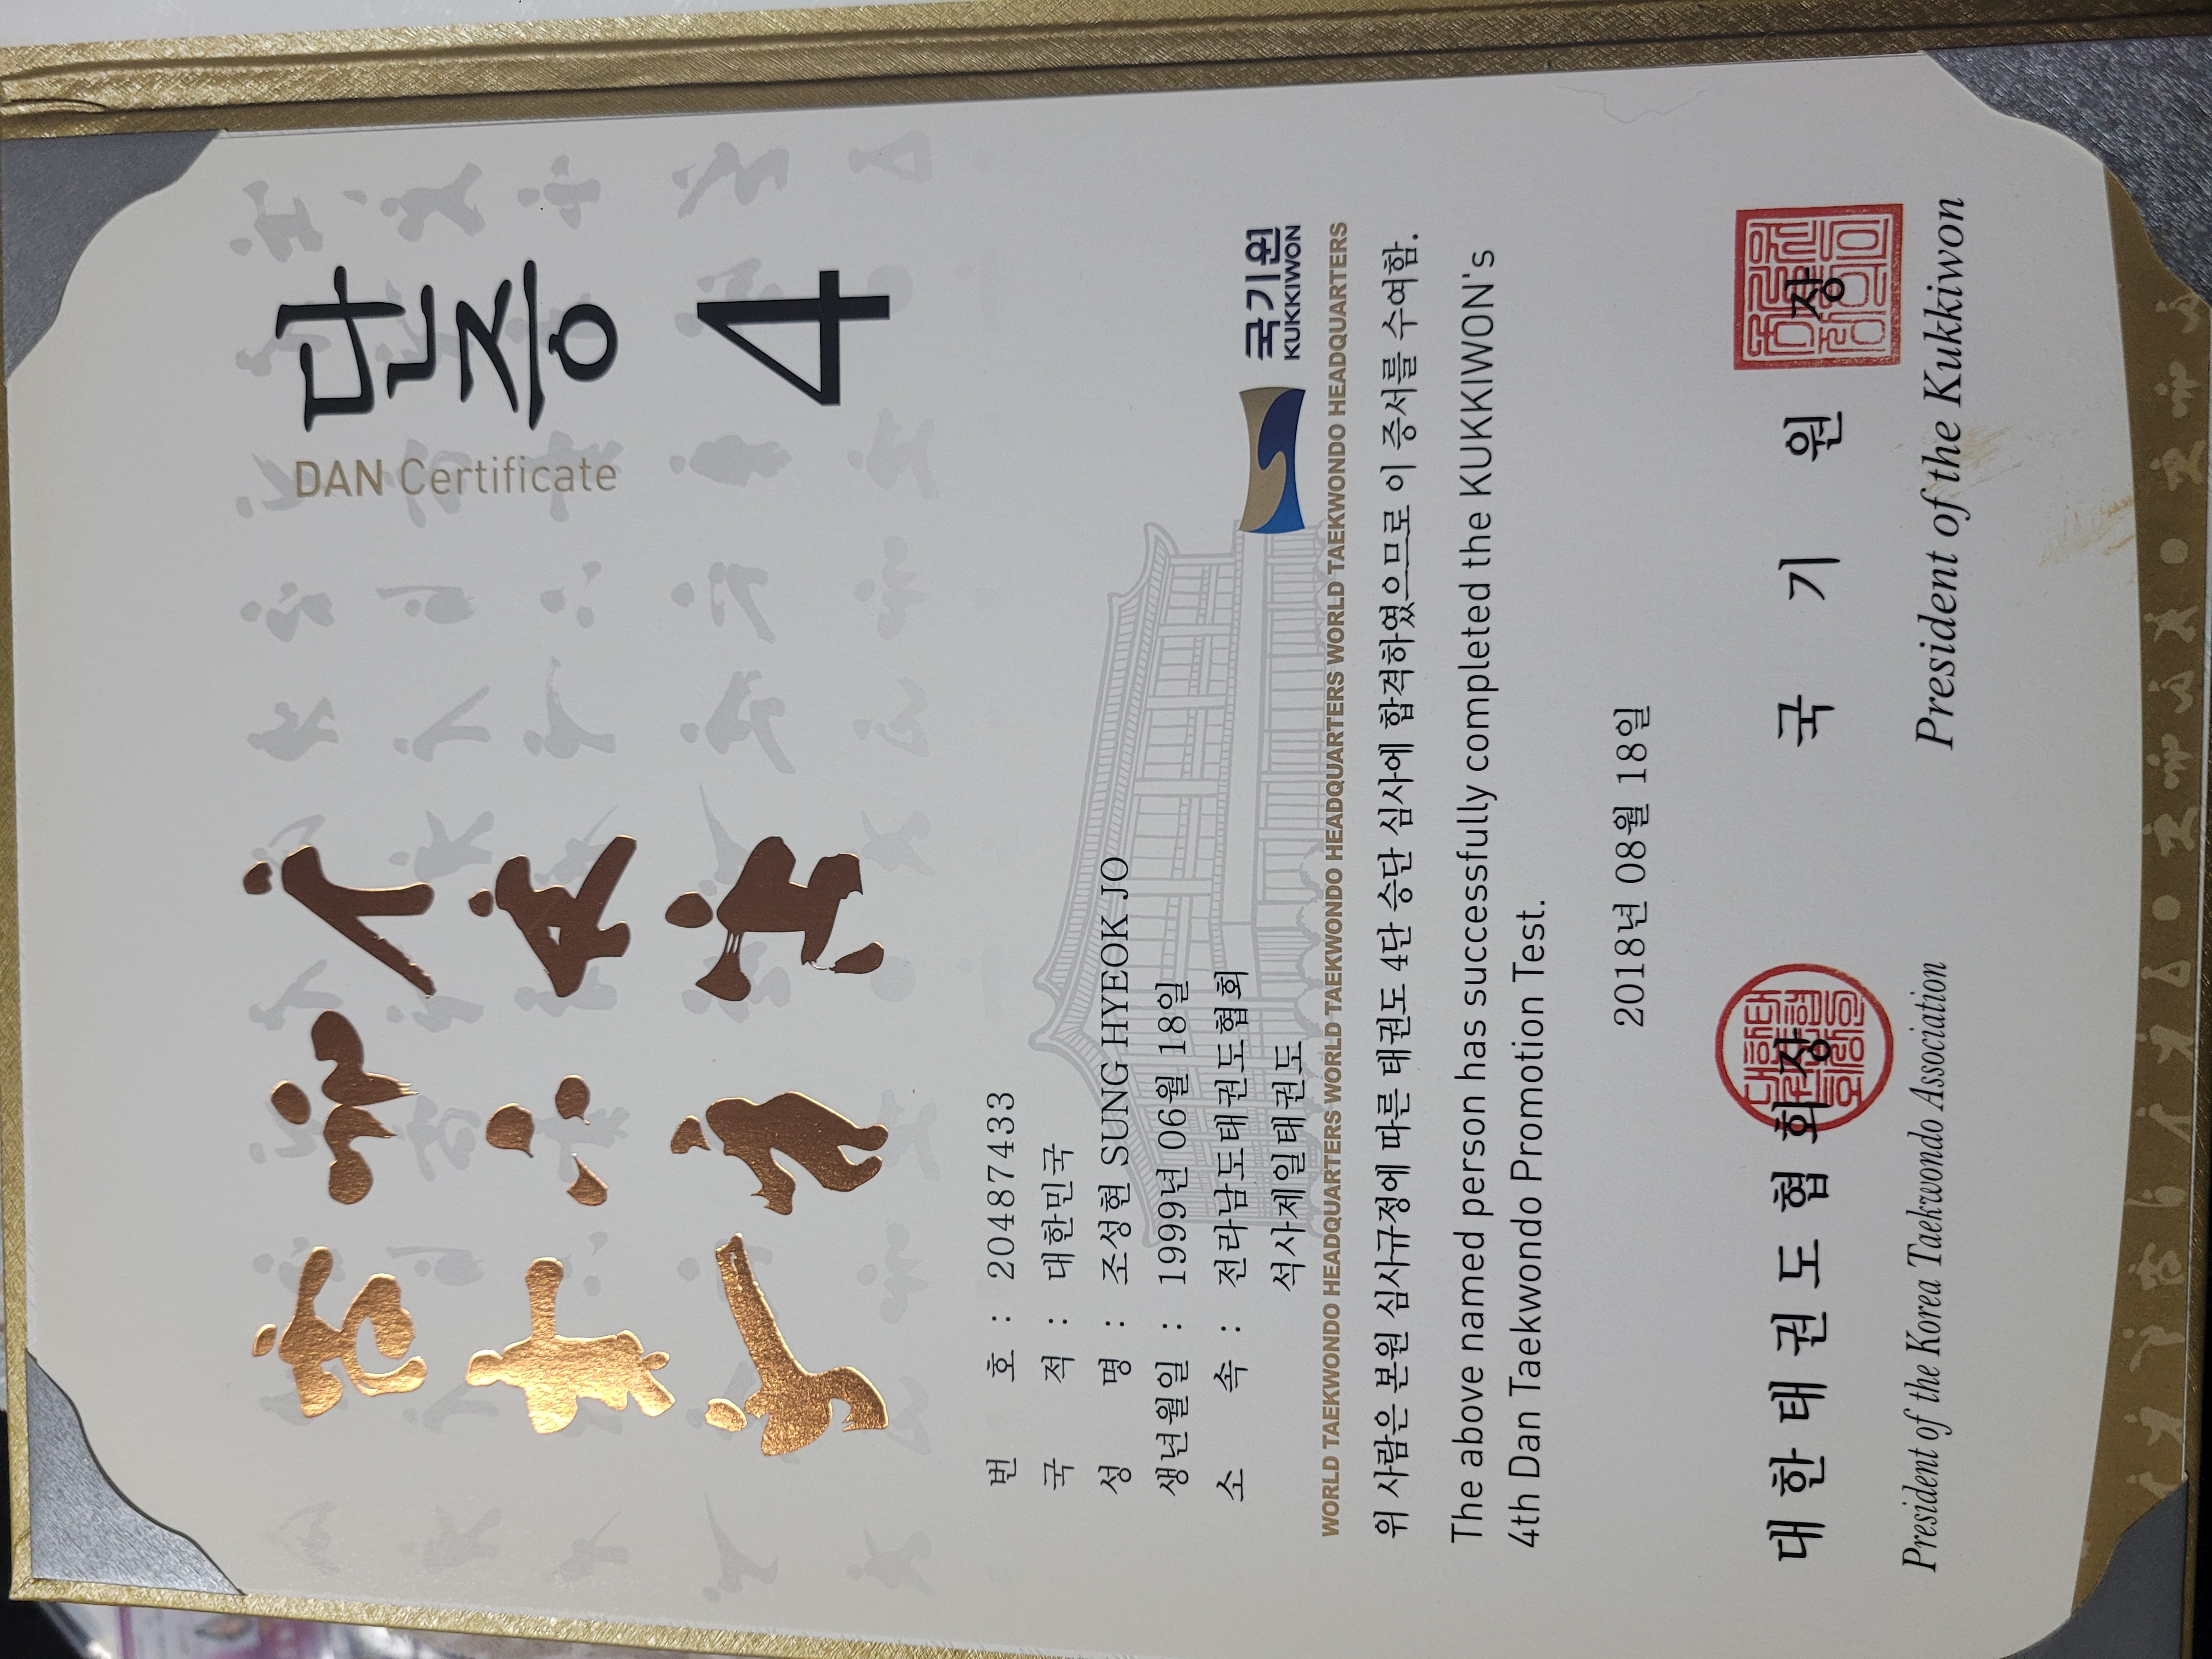 단증
DAN Certificate
4
번 호 : 20487433
국 적 : 대한민국
성 명 : 조성현 SUNG HYEOK JO
생년월일 : 1999년 06월 18일
소 속 : 전라남도태권도협회
석사제일태권도
국기원
KUKKIWON
WORLD TAEKWONDO HEADQUARTERS WORLD TAEKWONDO HEADQUARTERS WORLD TAEKWONDO HEADQUARTERS WORLD TAEKWONDO HEADQUARTERS
위 사람은 본원 심사규정에 따른 태권도 4단 승단 심사에 합격하였으므로 이 증서를 수여함.
The above named person has successfully completed the KUKKIWON's
4th Dan Taekwondo Promotion Test.
2018년 08월 18일
대한태권도협회장
국기원장
President of the Korea Taekwondo Association
President of the Kukkiwon